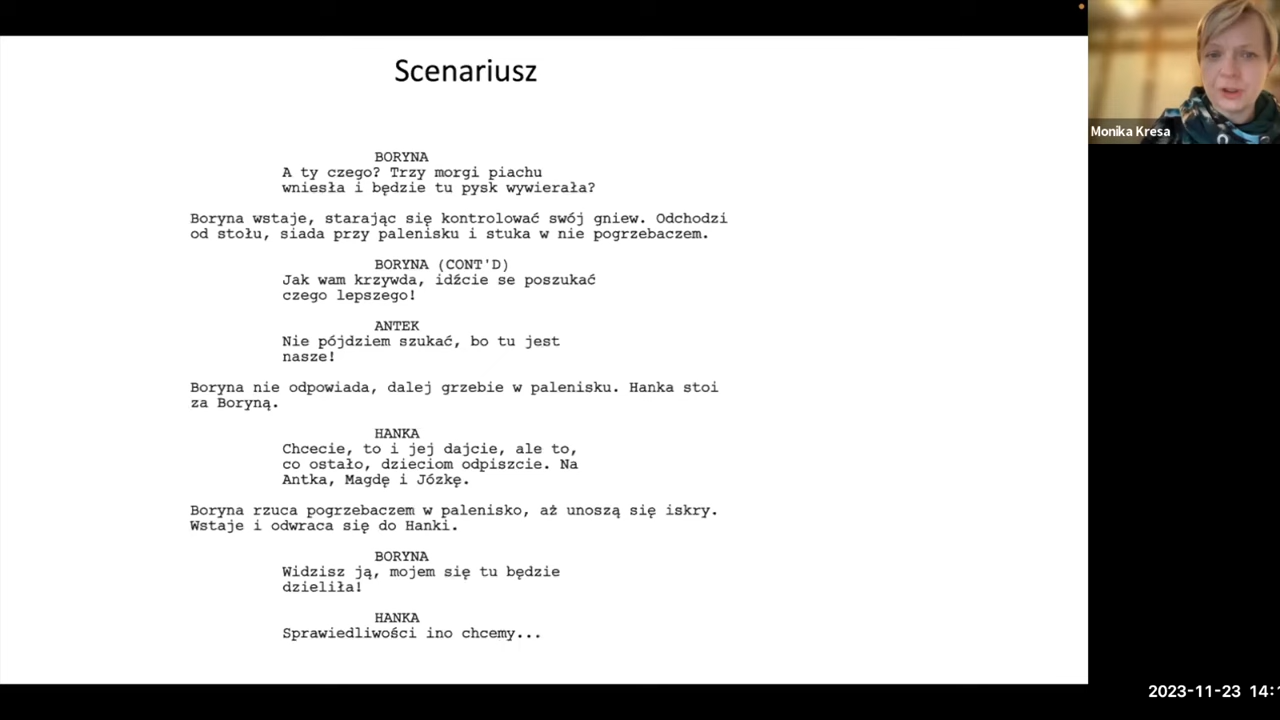 Scenariusz
BORYNA
A ty czego? Trzy morgi piachu
wniesła i będzie tu pysk wywierała?
Boryna wstaje, starając się kontrolować swój gniew. Odchodzi
od stołu, siada przy palenisku i stuka w nie pogrzebaczem.
BORYNA (CONT'D)
Jak wam krzywda, idźcie se poszukać
czego lepszego!
ANTEK
Nie pójdziem szukać, bo tu jest
nasze!
Boryna nie odpowiada, dalej grzebie w palenisku. Hanka stoi
za Boryną.
HANKA
Chcecie, to i jej dajcie, ale to,
co ostało, dzieciom odpiszcie. Na
Antka, Magdę i Józkę.
Boryna rzuca pogrzebaczem w palenisko, aż unoszą się iskry.
Wstaje i odwraca się do Hanki.
BORYNA
Widzisz ją, mojem się tu będzie
dzieliła!
HANKA
Sprawiedliwości ino chcemy...
Monika Kresa
2023-11-23 14: